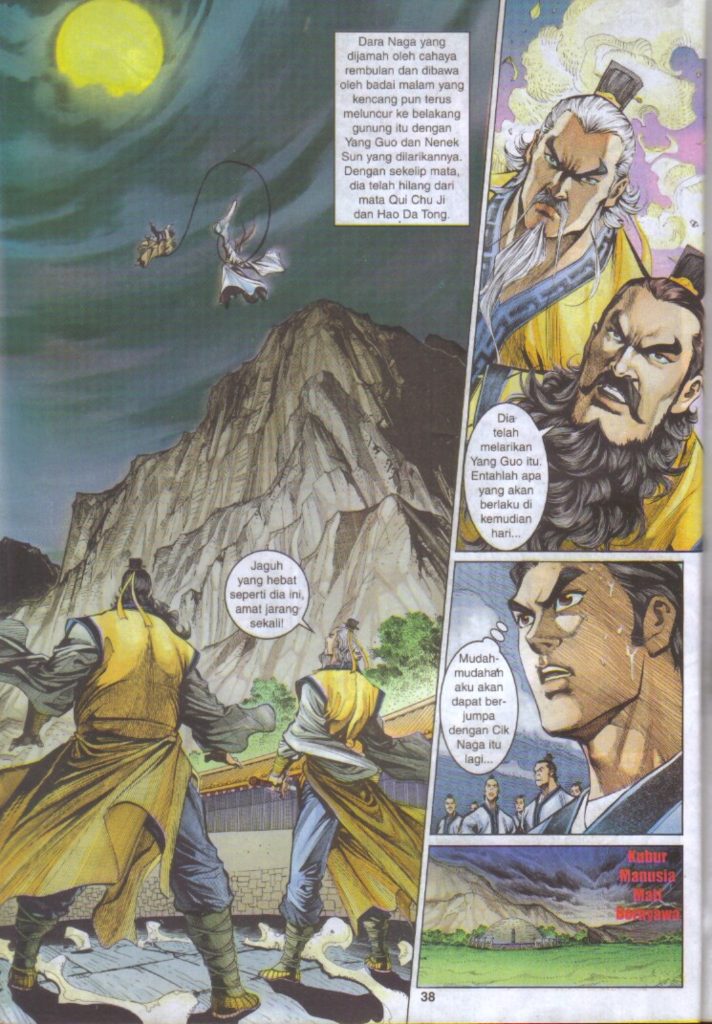 Dara Naga yang
dijamah oleh cahaya
rembulan dan dibawa
oleh badai malam yang
kencang pun terus
meluncur ke belakang
gunung itu dengan
Yang Guo dan Nenek
Sun yang dilarikannya.
Dengan sekelip mata,
dia telah hilang dari
mata Qui Chu Ji
dan Hao Da Tong.
Dia
telah
melarikan
Yang Guo itu.
Entahlah apa
yang akan
berlaku di
kemudian
hari...
Jaguh
yang hebat
seperti dia ini,
amat jarang
sekali!
Mudah-
mudahan
aku akan
dapat ber-
jumpa
dengan Cik
Naga itu
lagi...
Kubur
Manusia
Mati
Bernyawa
38